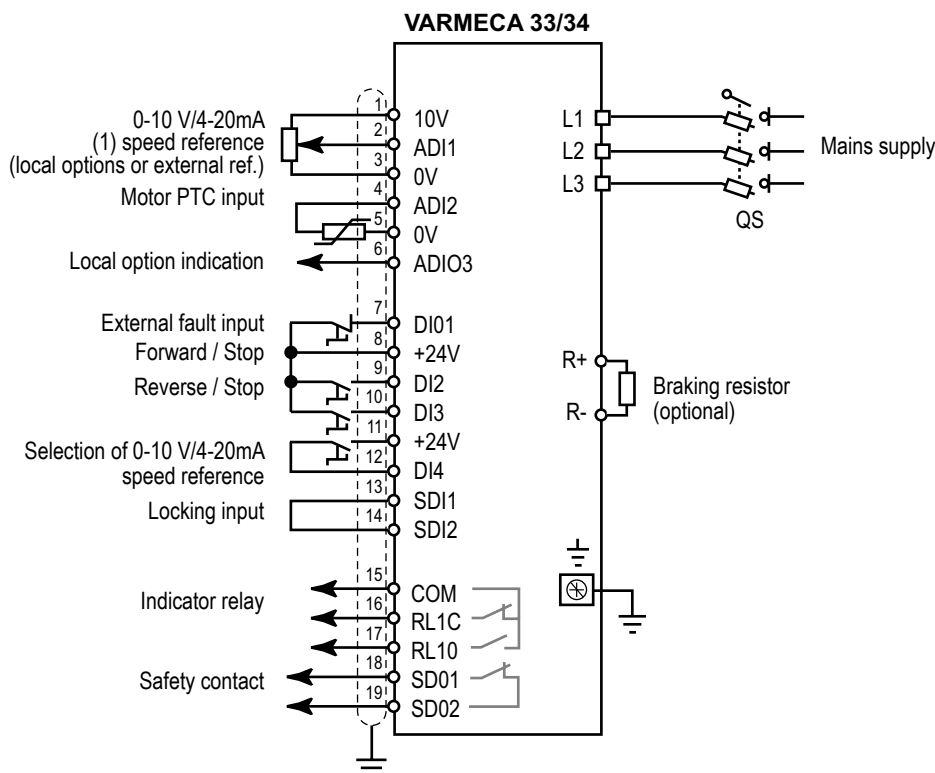 VARMECA 33/34
0-10 V/4-20mA
(1) speed reference
(local options or external ref.)
Motor PTC input
Local option indication
External fault input
Forward / Stop
Reverse / Stop
Selection of 0-10 V/4-20mA
speed reference
Locking input
Indicator relay
Safety contact
1 10V
2 ADI1
3 0V
4 ADI2
5 0V
6 ADIO3
7 DI01
8 +24V
9 DI2
10 DI3
11 +24V
12 DI4
13 SDI1
14 SDI2
15 COM
16 RL1C
17 RL10
18 SD01
19 SD02
L1
L2
L3
Mains supply
QS
R+
R-
Braking resistor
(optional)